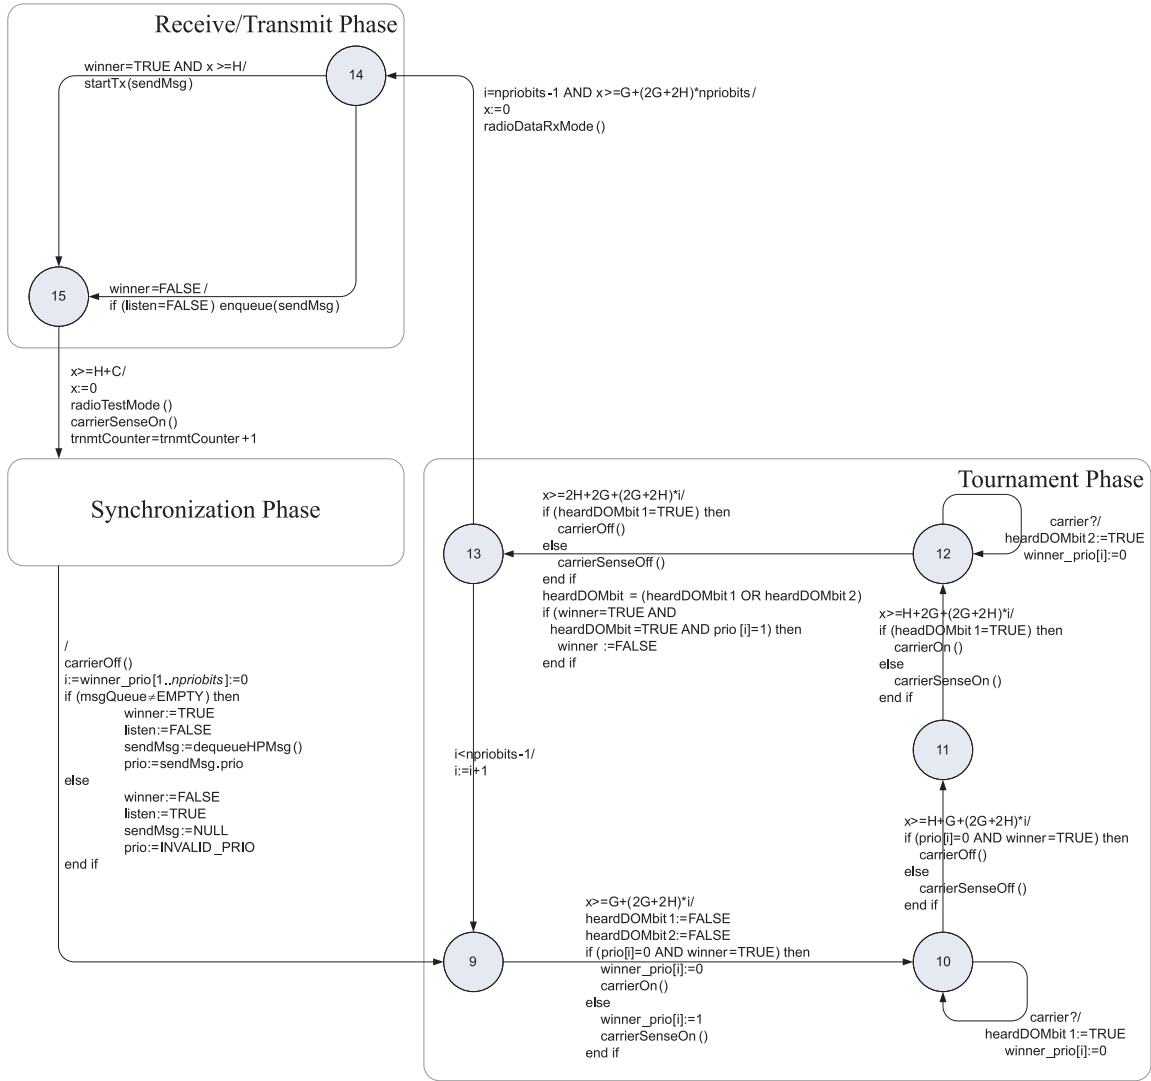 Receive/Transmit Phase
14
winner=TRUE AND x >=H/
startTx(sendMsg)
i=npriobits-1 AND x>=G+(2G+2H)*npriobits/
x:=0
radioDataRxMode()
15
winner=FALSE /
if (listen=FALSE) enqueue(sendMsg)
x>=H+C/
x:=0
radioTestMode()
carrierSenseOn()
trnmtCounter=trnmtCounter+1
Synchronization Phase
/
carrierOff()
i:=winner_prio[1..npriobits]:=0
if (msgQueue≠EMPTY) then
winner:=TRUE
listen:=FALSE
sendMsg:=dequeueHPMsg()
prio:=sendMsg.prio
else
winner:=FALSE
listen:=TRUE
sendMsg:=NULL
prio:=INVALID_PRIO
end if
Tournament Phase
x>=2H+2G+(2G+2H)*i/
if (heardDOMbit1=TRUE) then
carrierOff()
else
carrierSenseOff()
end if
heardDOMbit = (heardDOMbit1 OR heardDOMbit2)
if (winner=TRUE AND
heardDOMbit=TRUE AND prio [i]=1) then
winner :=FALSE
end if
13
12
carrier?/
heardDOMbit2:=TRUE
winner_prio[i]:=0
x>=H+2G+(2G+2H)*i/
if (headDOMbit1=TRUE) then
carrierOn()
else
carrierSenseOn()
end if
11
i<npriobits-1/
i:=i+1
x>=H+G+(2G+2H)*i/
if (prio[i]=0 AND winner=TRUE) then
carrierOff()
else
carrierSenseOff()
end if
x>=G+(2G+2H)*i/
heardDOMbit1:=FALSE
heardDOMbit2:=FALSE
if (prio[i]=0 AND winner=TRUE) then
winner_prio[i]:=0
carrierOn()
else
winner_prio[i]:=1
carrierSenseOn()
end if
9
10
carrier?/
heardDOMbit1:=TRUE
winner_prio[i]:=0